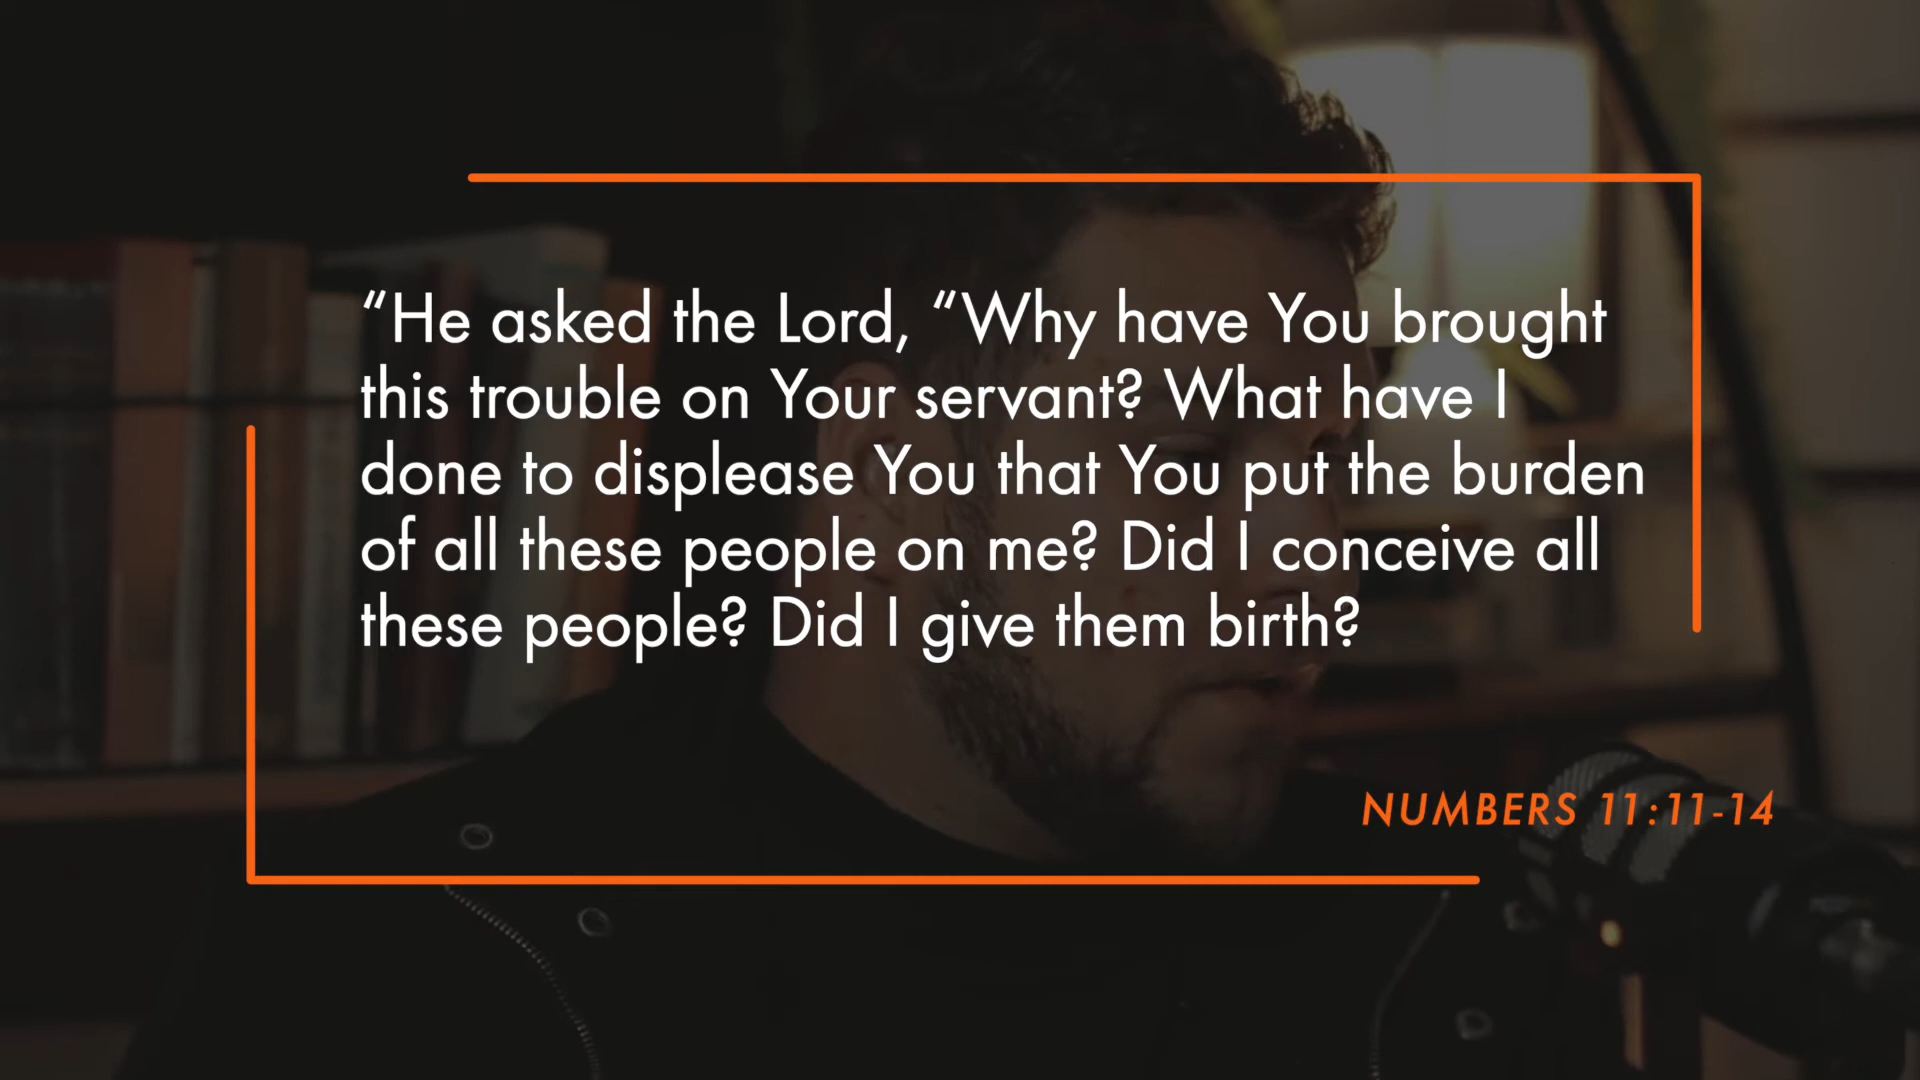 “He asked the Lord, “Why have You brought
this trouble on Your servant? What have I
done to displease You that You put the burden
of all these people on me? Did I conceive all
these people? Did I give them birth?
NUMBERS 11:11-14